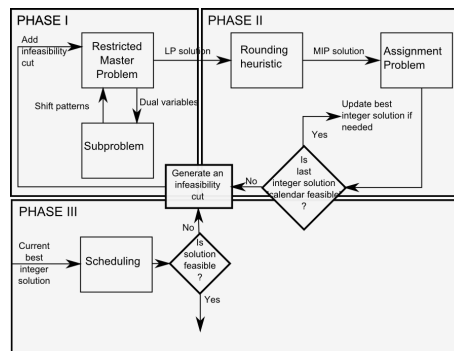 PHASE I
Add
infeasibility
cut
Restricted
Master
Problem
LP solution
Shift patterns
Dual variables
Subproblem
PHASE II
Rounding
heuristic
MIP solution
Assignment
Problem
Update best
integer solution if
needed
Yes
Is
last
integer solution
calendar feasible
?
No
Generate an
infeasibility
cut
PHASE III
Current
best
integer
solution
Scheduling
No
Is
solution
feasible
?
Yes